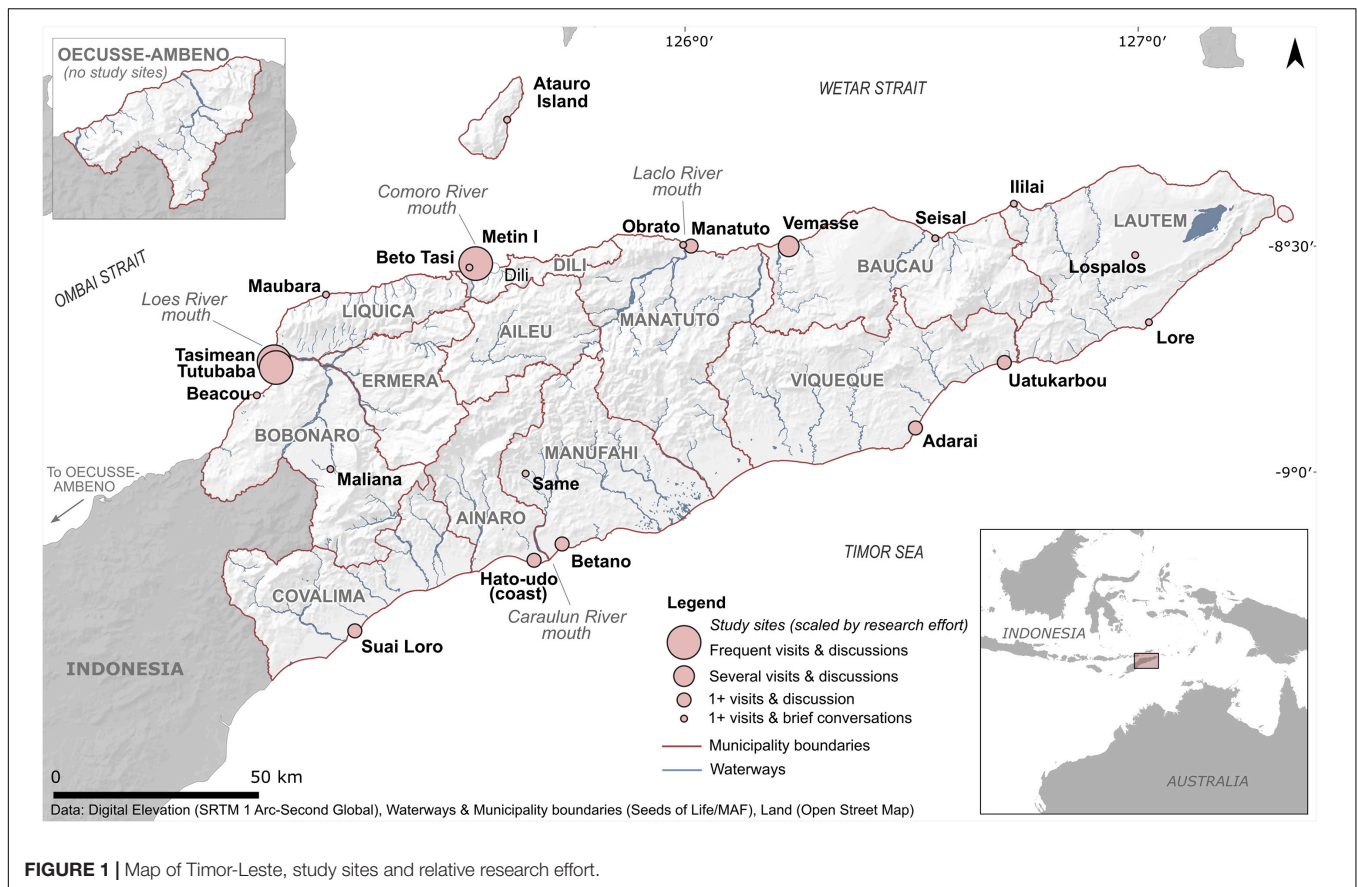 OECUSSE-AMBENO
(no study sites)
126°0′
127°0′
Atauro
Island
WETAR STRAIT
Comoro River
mouth
Laclo River
mouth
Ililai
LAUTEM
Obrato
Manatuto
Vemasse
Seisal
Metin I
-8°30′
Beto Tasi
Dili
DILI
BAUCAU
Lospalos
OMBAI STRAIT
Maubara
Loes River
mouth
LIQUICA
AILEU
MANATUTO
Lore
Tasimean
Tutubaba
Beacou
ERMERA
VIQUEQUE
Uatukarbou
BOBONARO
Adarai
MANUFAHI
To OECUSSE-
AMBENO
Maliana
Same
-9°0′
AINARO
Betano
TIMOR SEA
Hato-udo
(coast)
Caraulun River
mouth
COVALIMA
Suai Loro
INDONESIA
Legend
Study sites (scaled by research effort)
Frequent visits & discussions
Several visits & discussions
1+ visits & discussion
1+ visits & brief conversations
Municipality boundaries
Waterways
INDONESIA
AUSTRALIA
0
50 km
Data: Digital Elevation (SRTM 1 Arc-Second Global), Waterways & Municipality boundaries (Seeds of Life/MAF), Land (Open Street Map)
FIGURE 1 | Map of Timor-Leste, study sites and relative research effort.